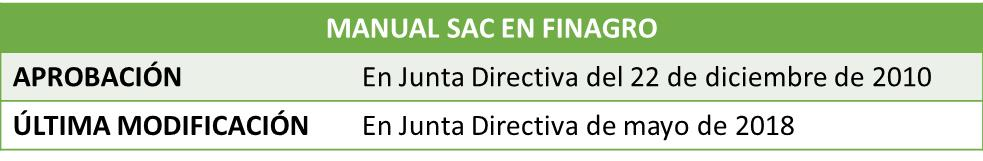 MANUAL SAC EN FINAGRO
APROBACIÓN En Junta Directiva del 22 de diciembre de 2010
ÚLTIMA MODIFICACIÓN En Junta Directiva de mayo de 2018